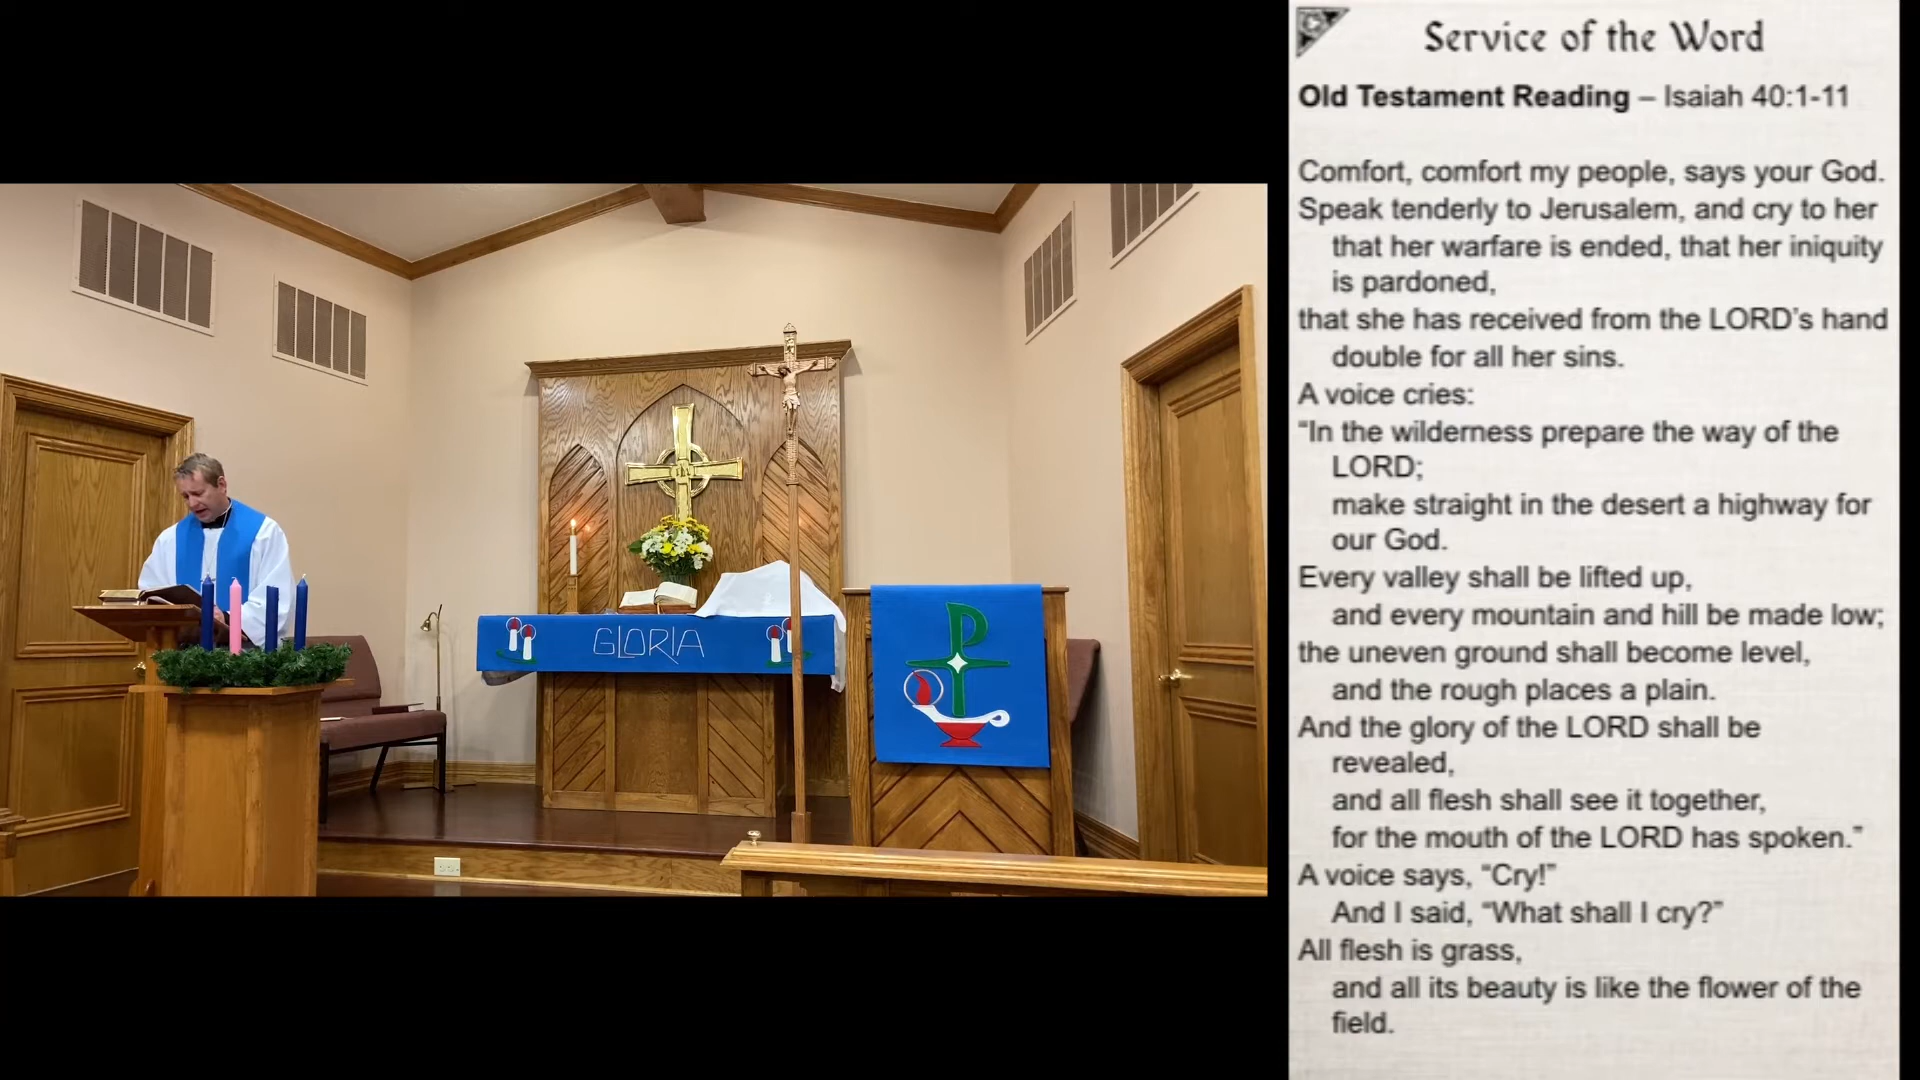 Service of the Word
Old Testament Reading – Isaiah 40:1-11
Comfort, comfort my people, says your God.
Speak tenderly to Jerusalem, and cry to her
that her warfare is ended, that her iniquity
is pardoned,
that she has received from the LORD’s hand
double for all her sins.
A voice cries:
“In the wilderness prepare the way of the
LORD;
make straight in the desert a highway for
our God.
Every valley shall be lifted up,
and every mountain and hill be made low;
the uneven ground shall become level,
and the rough places a plain.
And the glory of the LORD shall be
revealed,
and all flesh shall see it together,
for the mouth of the LORD has spoken.”
A voice says, “Cry!”
And I said, “What shall I cry?”
All flesh is grass,
and all its beauty is like the flower of the
field.
GLORIA